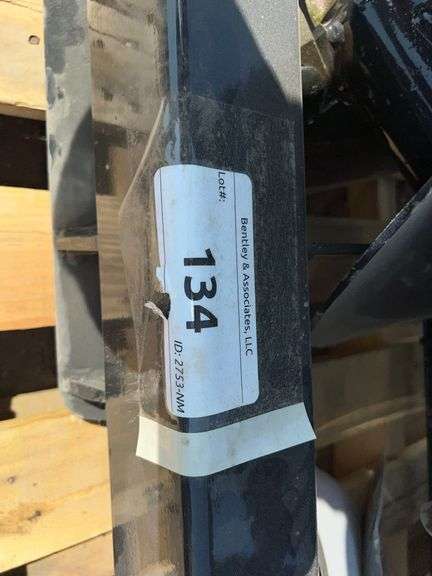 Bentley & Associates, LLC
Lot#:
134
ID: 2753-NM